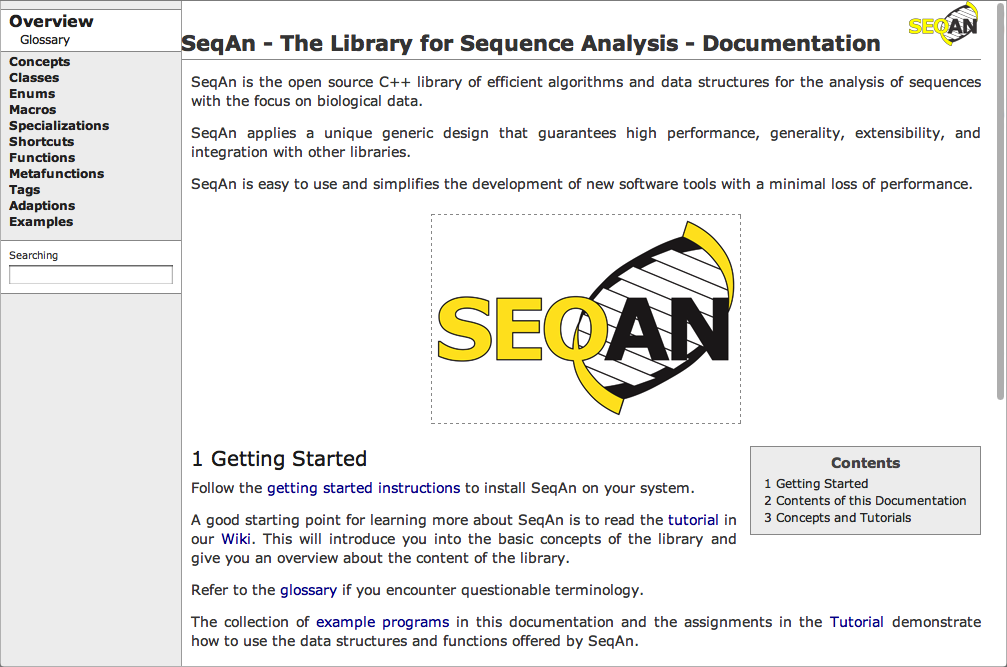 Overview
Glossary
Concepts
Classes
Enums
Macros
Specializations
Shortcuts
Functions
Metafunctions
Tags
Adaptions
Examples
Searching
SEQAN
SeqAn - The Library for Sequence Analysis - Documentation
SeqAn is the open source C++ library of efficient algorithms and data structures for the analysis of sequences
with the focus on biological data.
SeqAn applies a unique generic design that guarantees high performance, generality, extensibility, and
integration with other libraries.
SeqAn is easy to use and simplifies the development of new software tools with a minimal loss of performance.
SEQAN
1 Getting Started
Follow the getting started instructions to install SeqAn on your system.
A good starting point for learning more about SeqAn is to read the tutorial in
our Wiki. This will introduce you into the basic concepts of the library and
give you an overview about the content of the library.
Refer to the glossary if you encounter questionable terminology.
The collection of example programs in this documentation and the assignments in the Tutorial demonstrate
how to use the data structures and functions offered by SeqAn.
Contents
1 Getting Started
2 Contents of this Documentation
3 Concepts and Tutorials